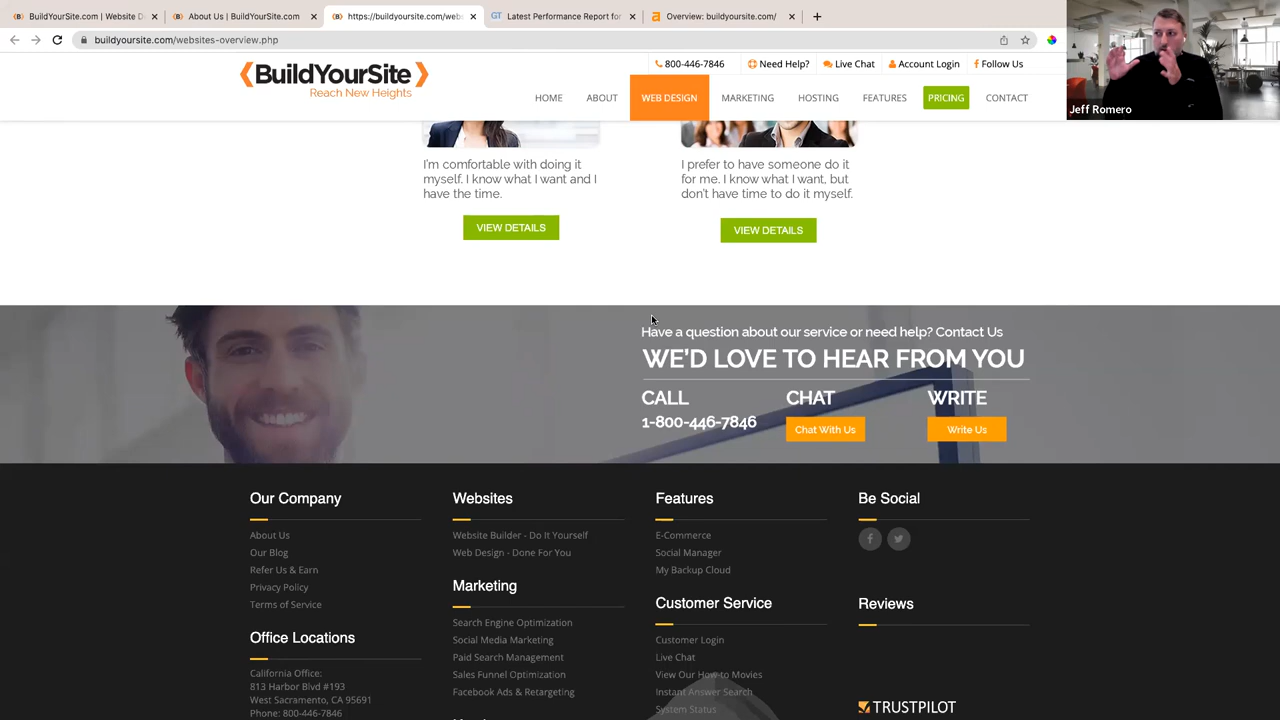 BuildYourSite.com | Website D
About Us | BuildYourSite.com
https://buildyoursite.com/web
GT
Latest Performance Report for
Overview: buildyoursite.com/
buildyoursite.com/websites-overview.php
Jeff Romero
BuildYourSite
Reach New Heights
800-446-7846
Need Help?
Live Chat
Account Login
Follow Us
HOME
ABOUT
WEB DESIGN
MARKETING
HOSTING
FEATURES
PRICING
CONTACT
I'm comfortable with doing it
myself. I know what I want and I
have the time.
VIEW DETAILS
I prefer to have someone do it
for me. I know what I want, but
don't have time to do it myself.
VIEW DETAILS
Have a question about our service or need help? Contact Us
WE'D LOVE TO HEAR FROM YOU
CALL
1-800-446-7846
CHAT
Chat With Us
WRITE
Write Us
Our Company
About Us
Our Blog
Refer Us & Earn
Privacy Policy
Terms of Service
Office Locations
California Office:
813 Harbor Blvd #193
West Sacramento, CA 95691
Phone: 800-446-7846
Websites
Website Builder - Do It Yourself
Web Design - Done For You
Marketing
Search Engine Optimization
Social Media Marketing
Paid Search Management
Sales Funnel Optimization
Facebook Ads & Retargeting
Features
E-Commerce
Social Manager
My Backup Cloud
Customer Service
Customer Login
Live Chat
View Our How-to Movies
Instant Answer Search
System Status
Be Social
Reviews
TRUSTPILOT